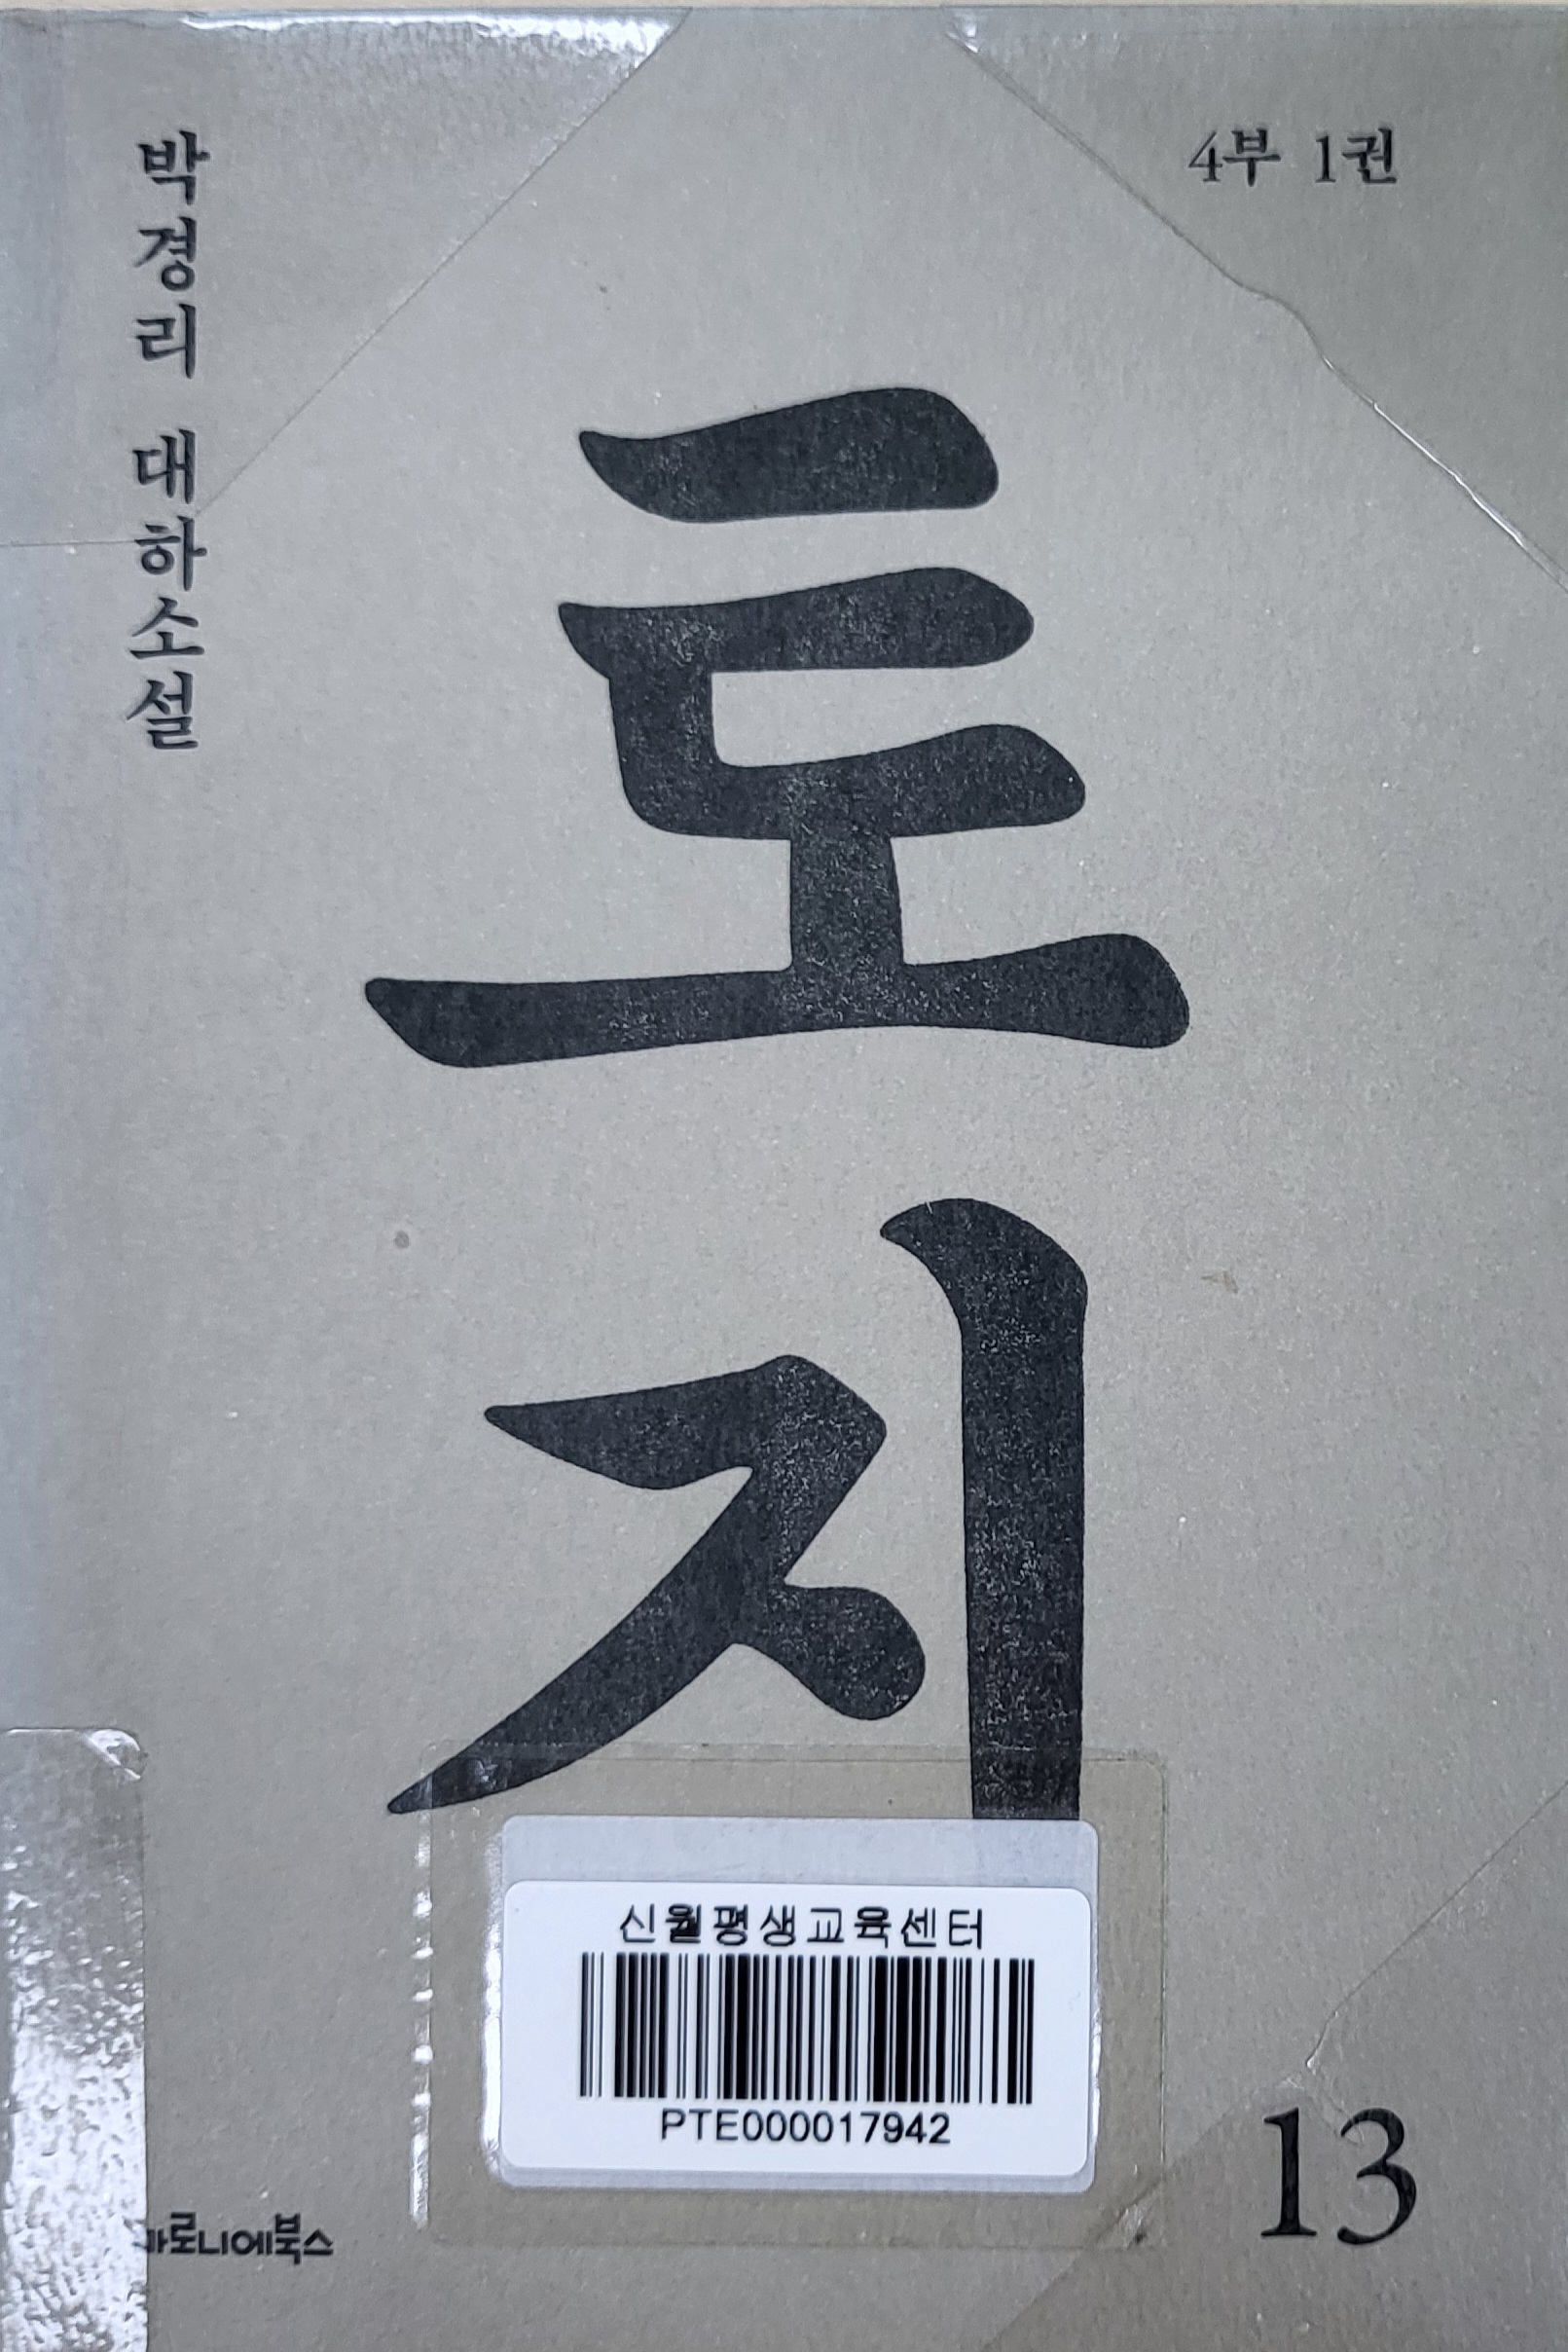 박경리 대하소설
4부 1권
토지
신월평생교육센터
PTE000017942
마로니에북스
13